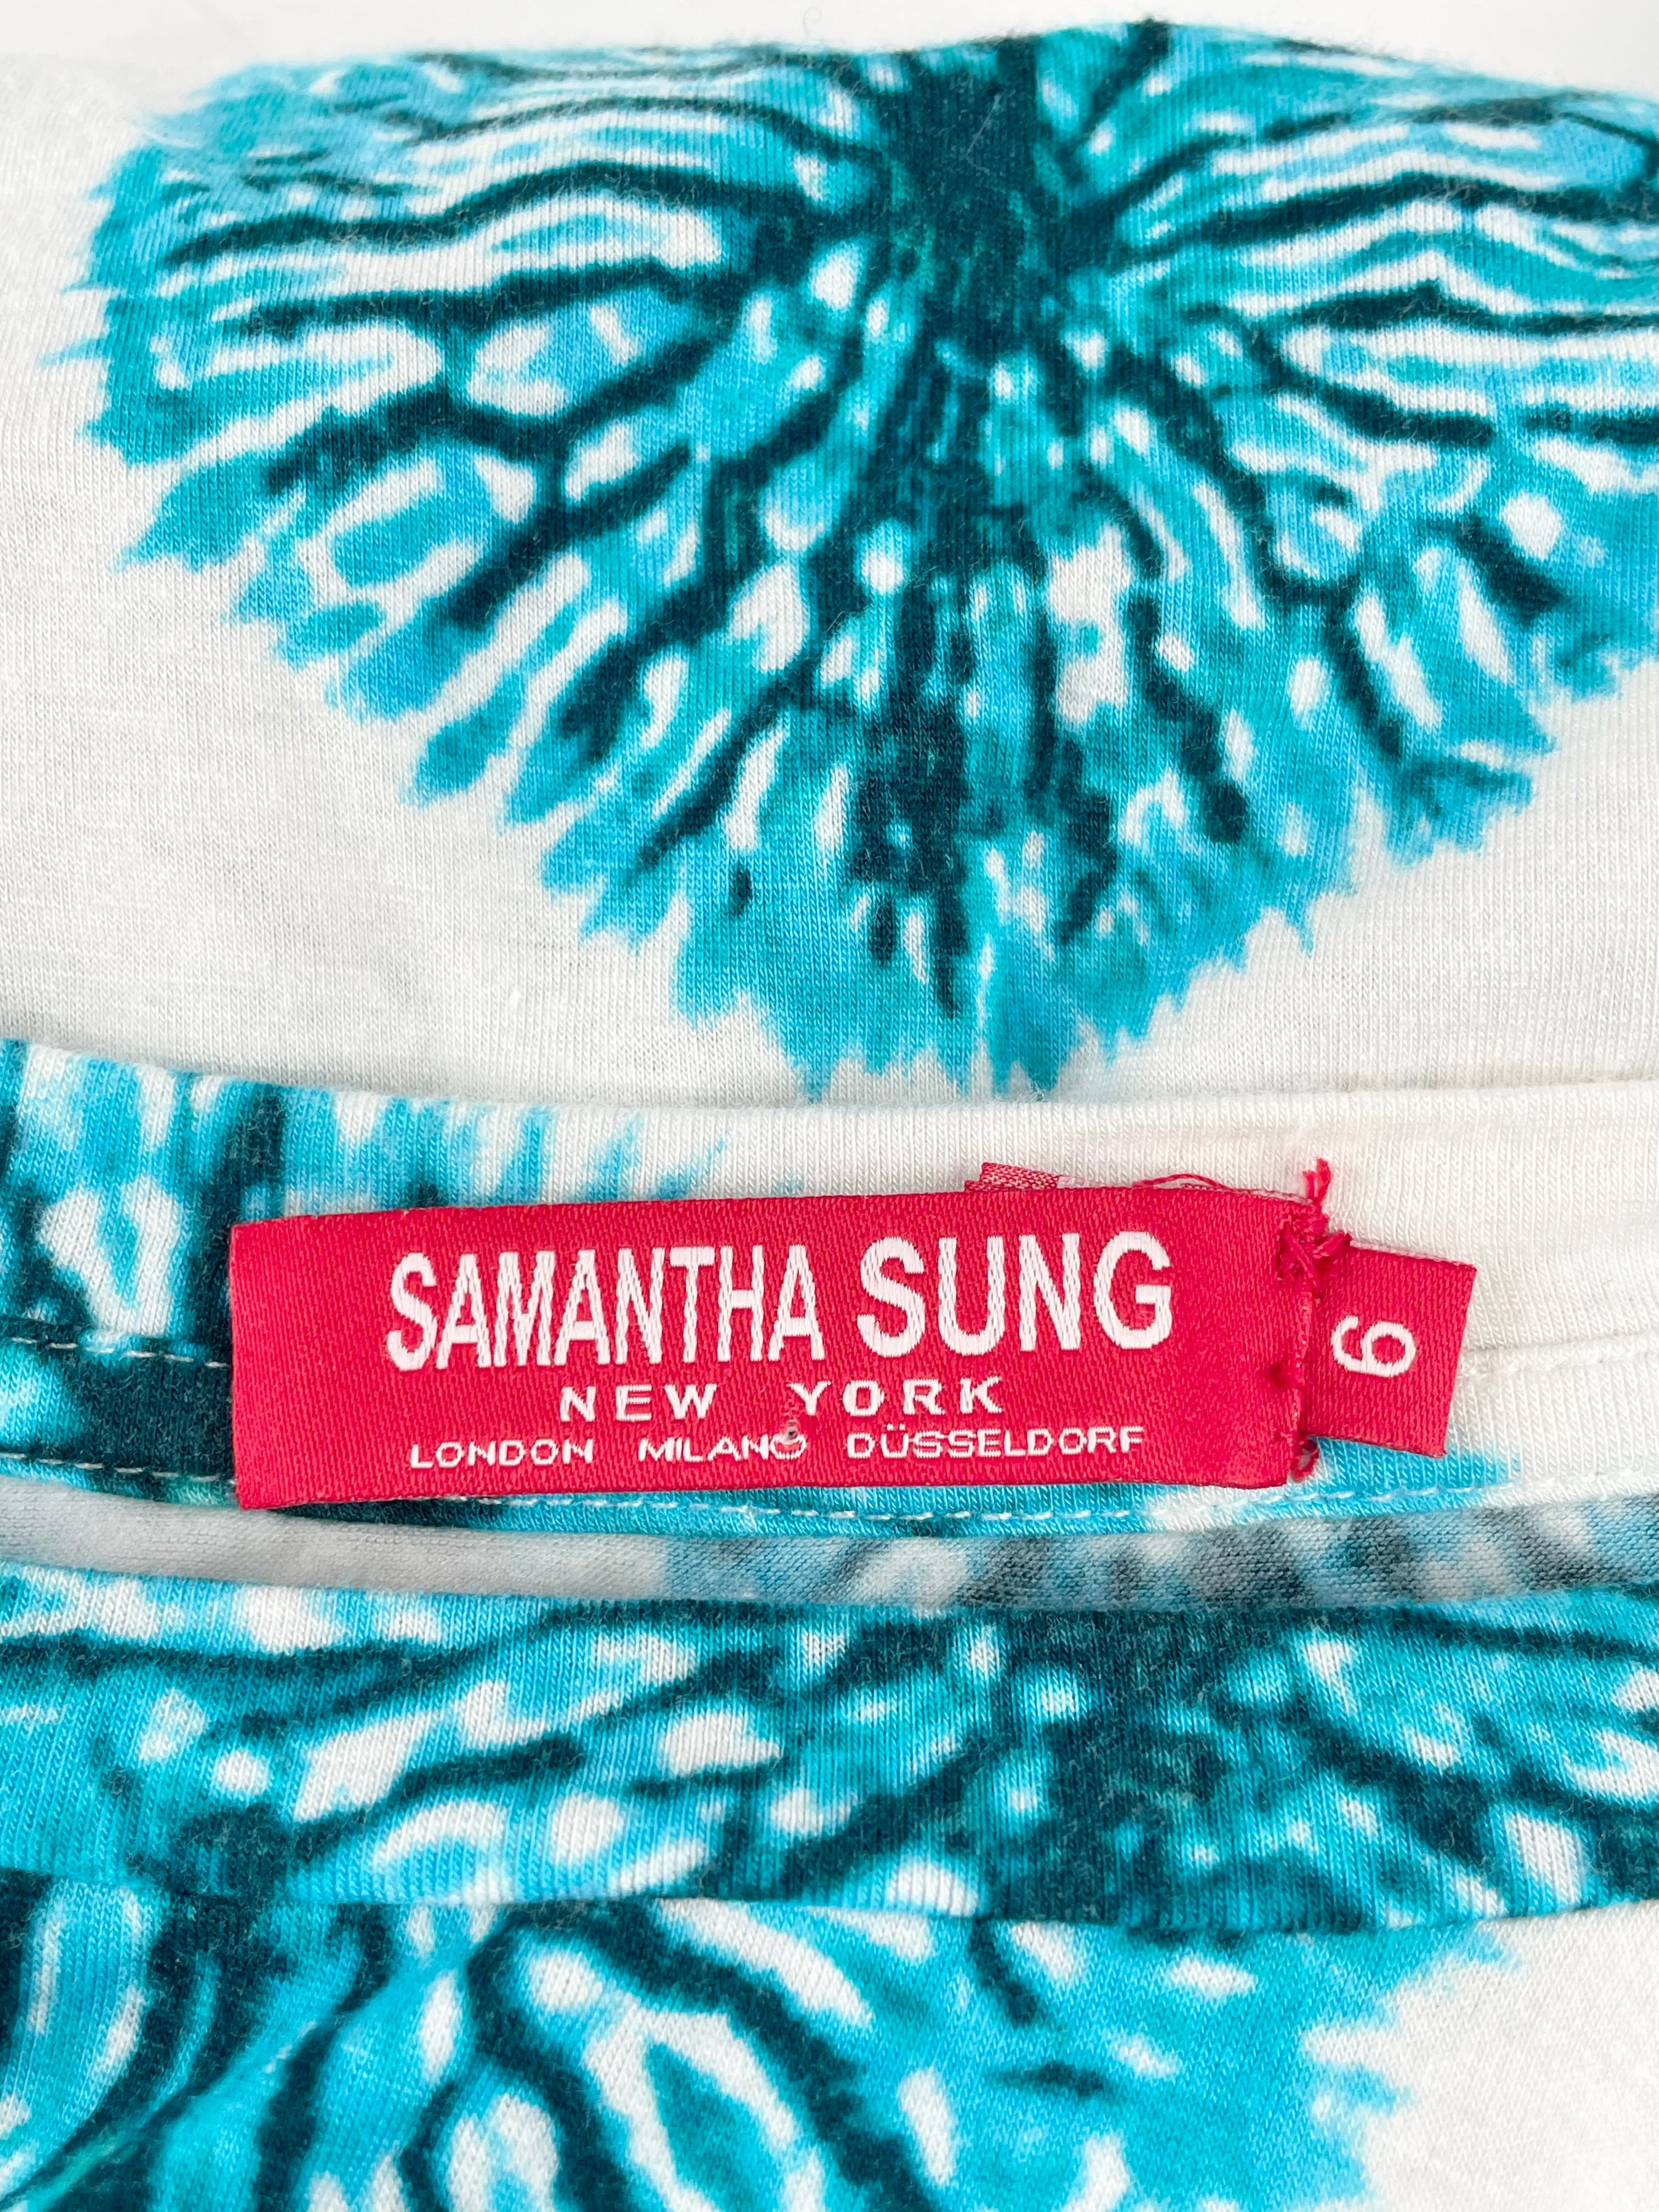 SAMANTHA SUNG
NEW YORK
LONDON MILANO DÜSSELDORF
6